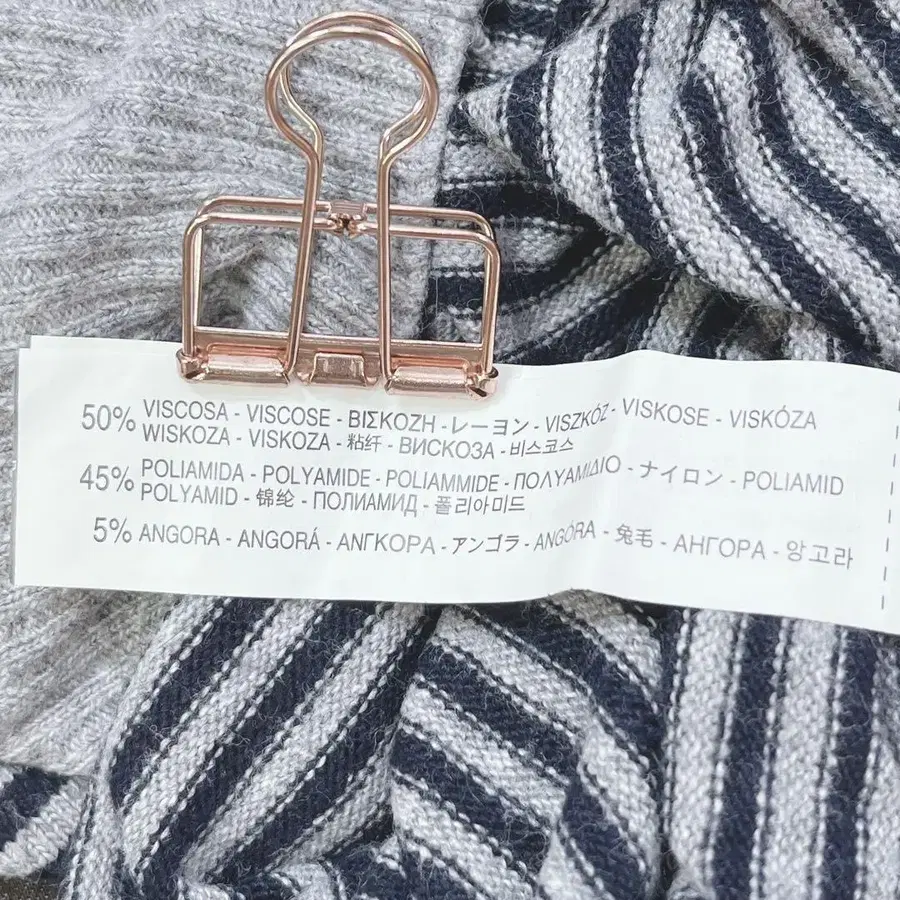 50% VISCOSA - VISCOSE - ΒΙΣΚΟΖΗ -レーヨン- VISZKÓZ - VISKOSE - VISKÓZA
WISKOZA - VISKOZA - 粘纤 - ВИСКОЗА - 비스코스
45% POLIAMIDA - POLYAMIDE - POLIAMMIDE - ΠΟΛΥΑΜΙΔΙΟ - ナイロン - POLIAMID
POLYAMID - 锦纶 - ПОЛИАМИД - 폴리아미드
5% ANGORA - ANGORÁ - ΑΝΓΚΟΡΑ - アンゴラ - ANGÓRA - 兔毛 - АНГОРА - 앙고라